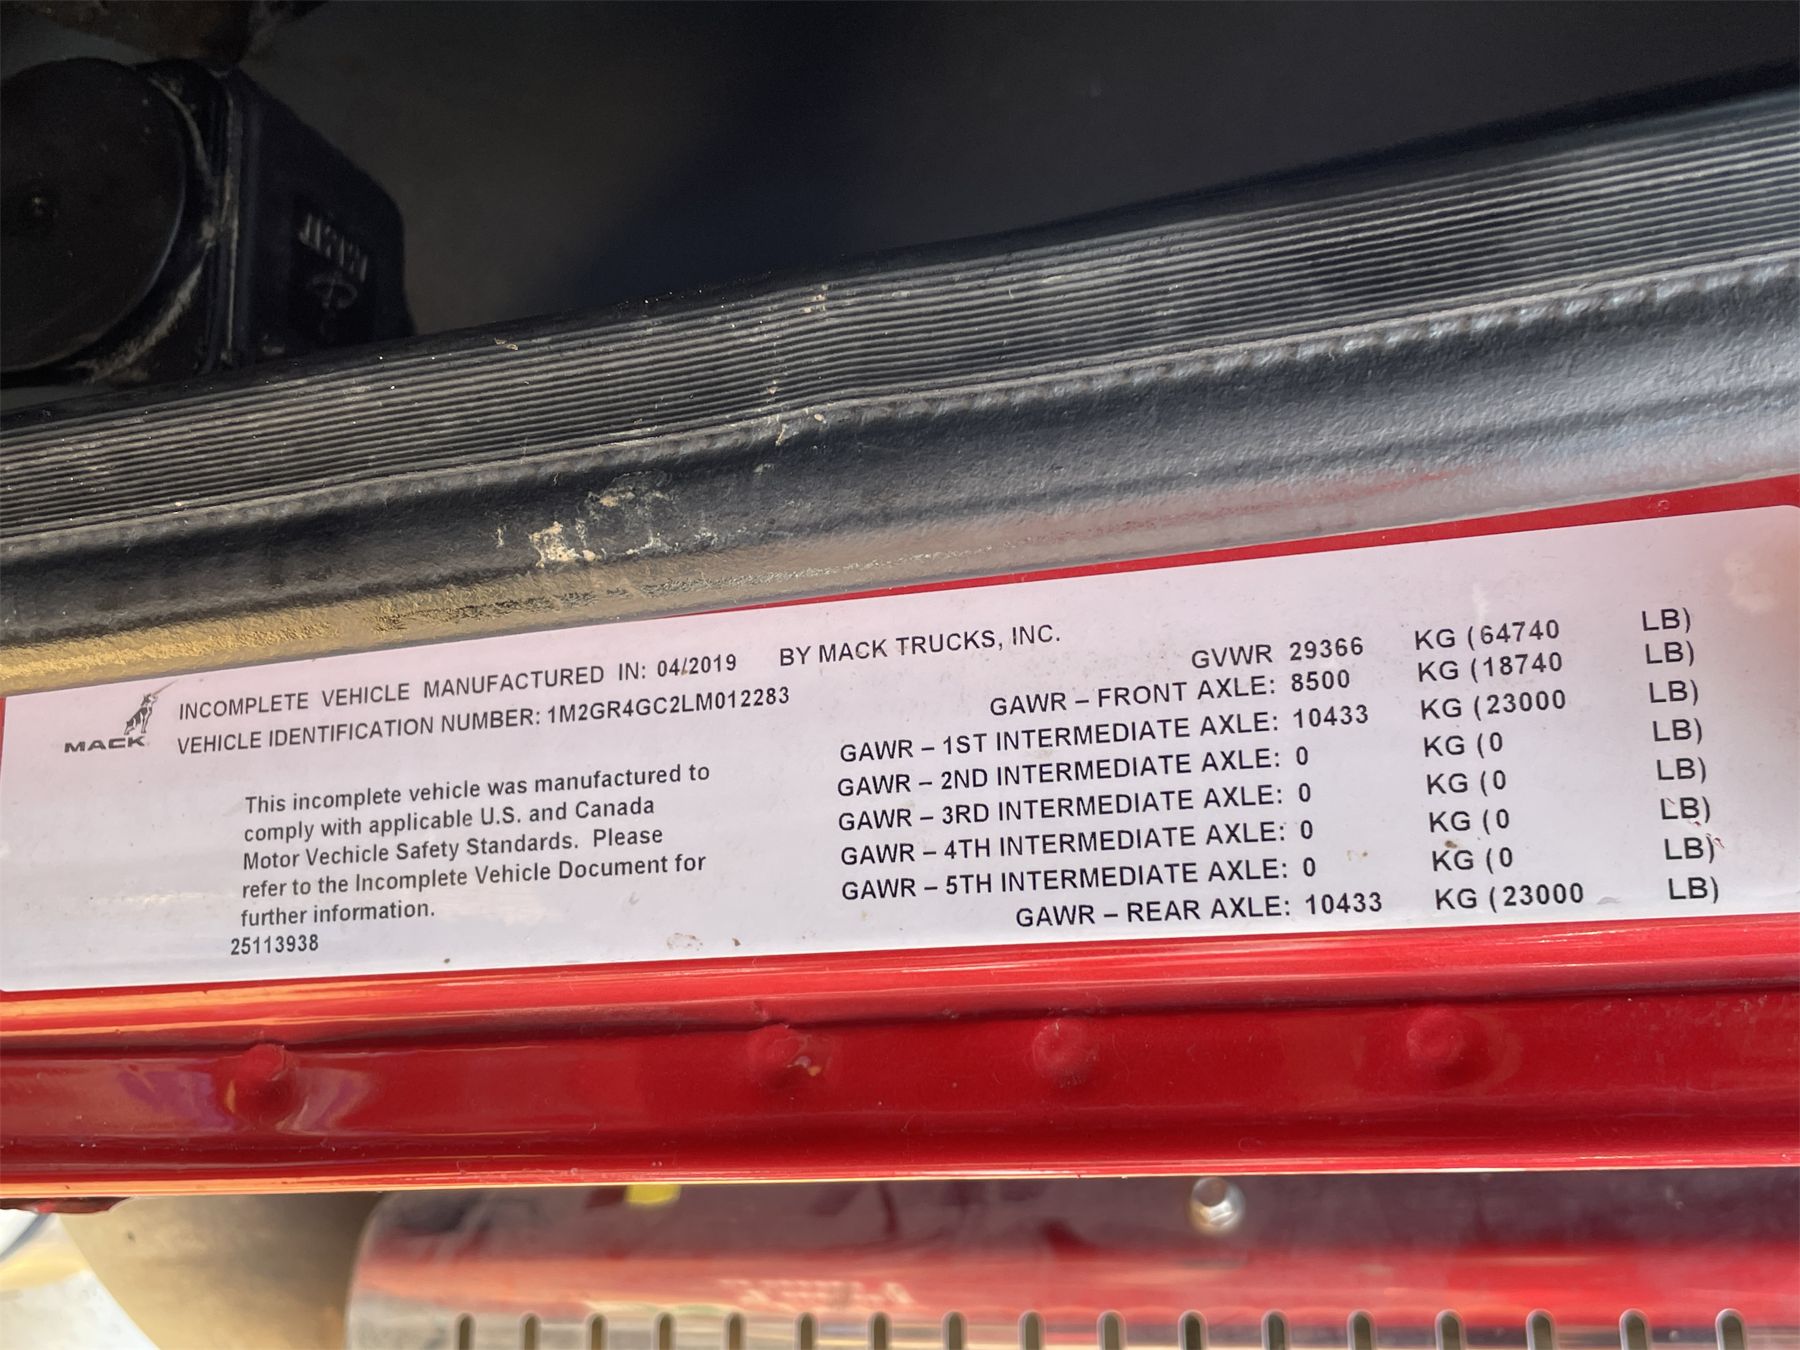 INCOMPLETE VEHICLE MANUFACTURED IN: 04/2019 BY MACK TRUCKS, INC.
VEHICLE IDENTIFICATION NUMBER: 1M2GR4GC2LM012283
MACK
This incomplete vehicle was manufactured to
comply with applicable U.S. and Canada
Motor Vechicle Safety Standards. Please
refer to the Incomplete Vehicle Document for
further information.
25113938
GVWR 29366 KG (64740 LB)
GAWR – FRONT AXLE: 8500 KG (18740 LB)
GAWR – 1ST INTERMEDIATE AXLE: 10433 KG (23000 LB)
GAWR – 2ND INTERMEDIATE AXLE: 0 KG (0 LB)
GAWR – 3RD INTERMEDIATE AXLE: 0 KG (0 LB)
GAWR – 4TH INTERMEDIATE AXLE: 0 KG (0 LB)
GAWR – 5TH INTERMEDIATE AXLE: 0 KG (0 LB)
GAWR – REAR AXLE: 10433 KG (23000 LB)